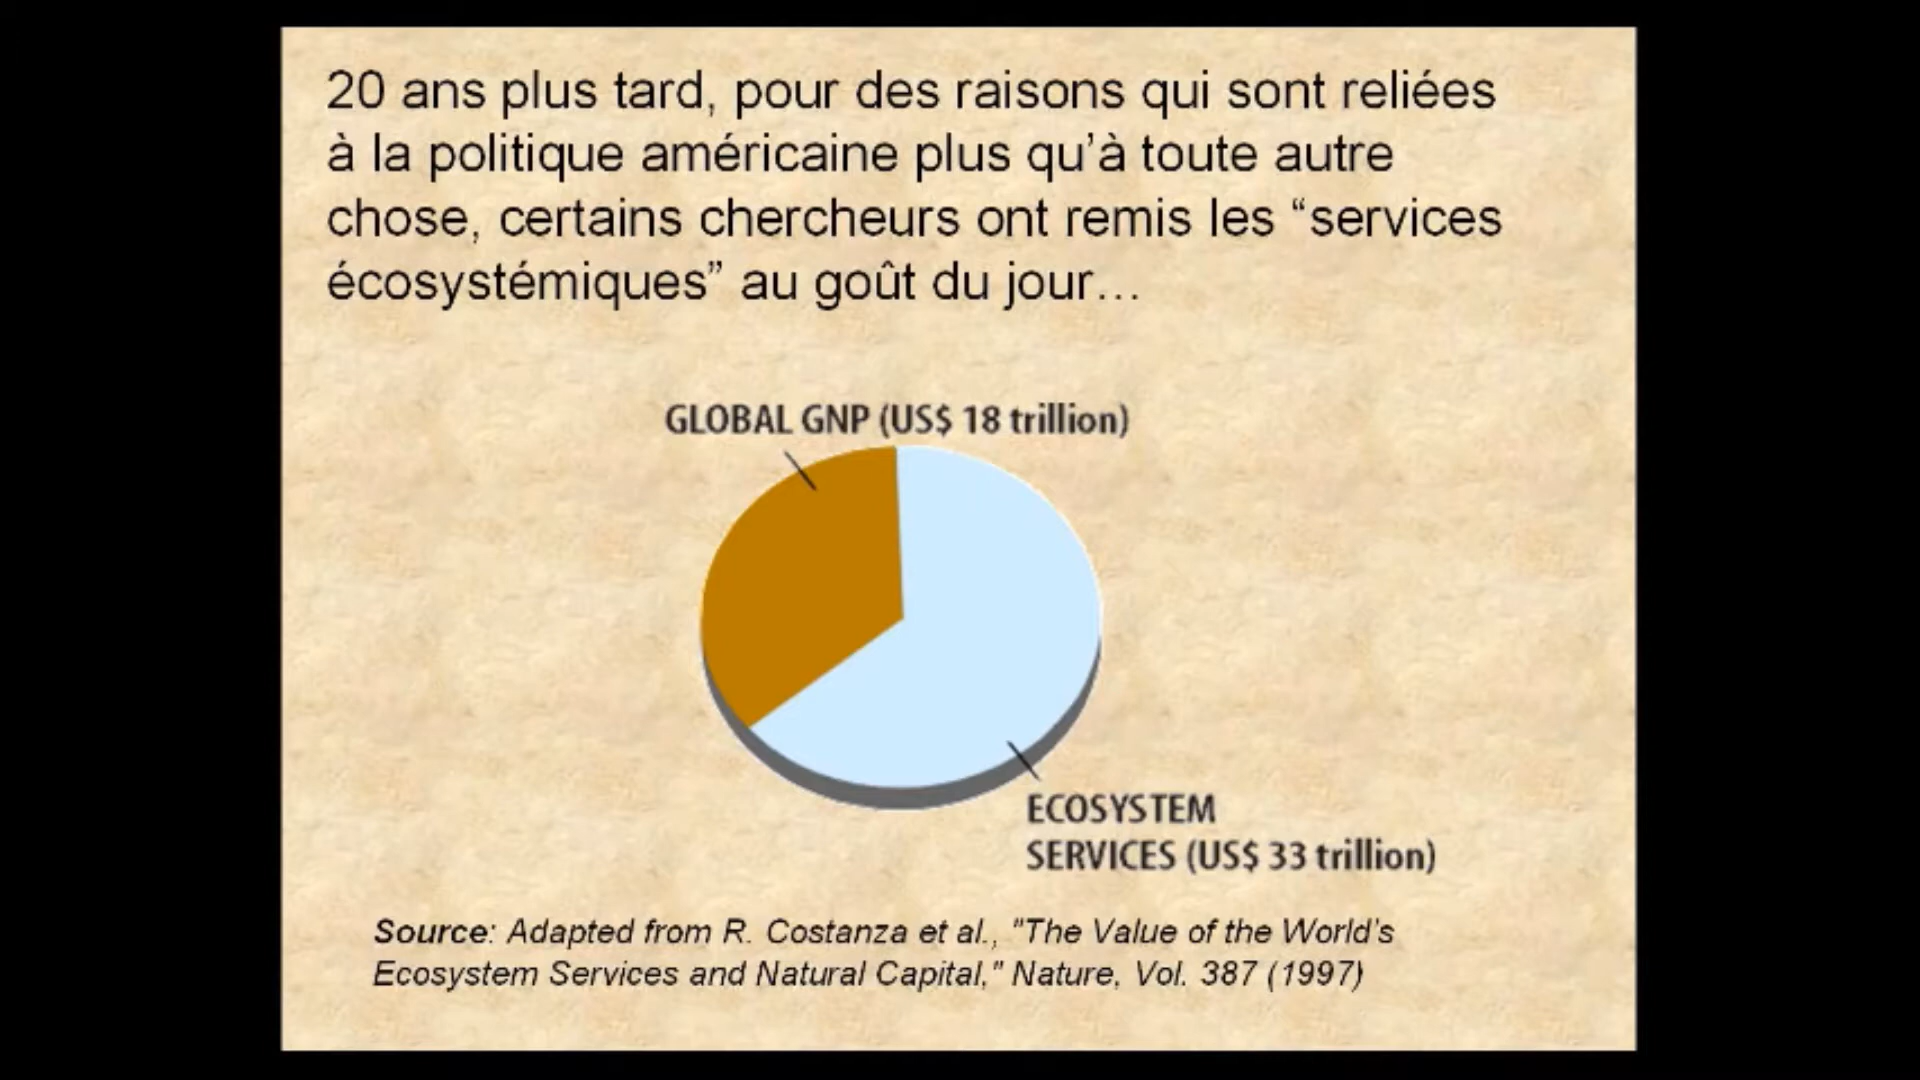 20 ans plus tard, pour des raisons qui sont reliées
à la politique américaine plus qu’à toute autre
chose, certains chercheurs ont remis les “services
écosystémiques” au goût du jour…
GLOBAL GNP (US$ 18 trillion)
ECOSYSTEM
SERVICES (US$ 33 trillion)
Source: Adapted from R. Costanza et al., "The Value of the World's
Ecosystem Services and Natural Capital," Nature, Vol. 387 (1997)